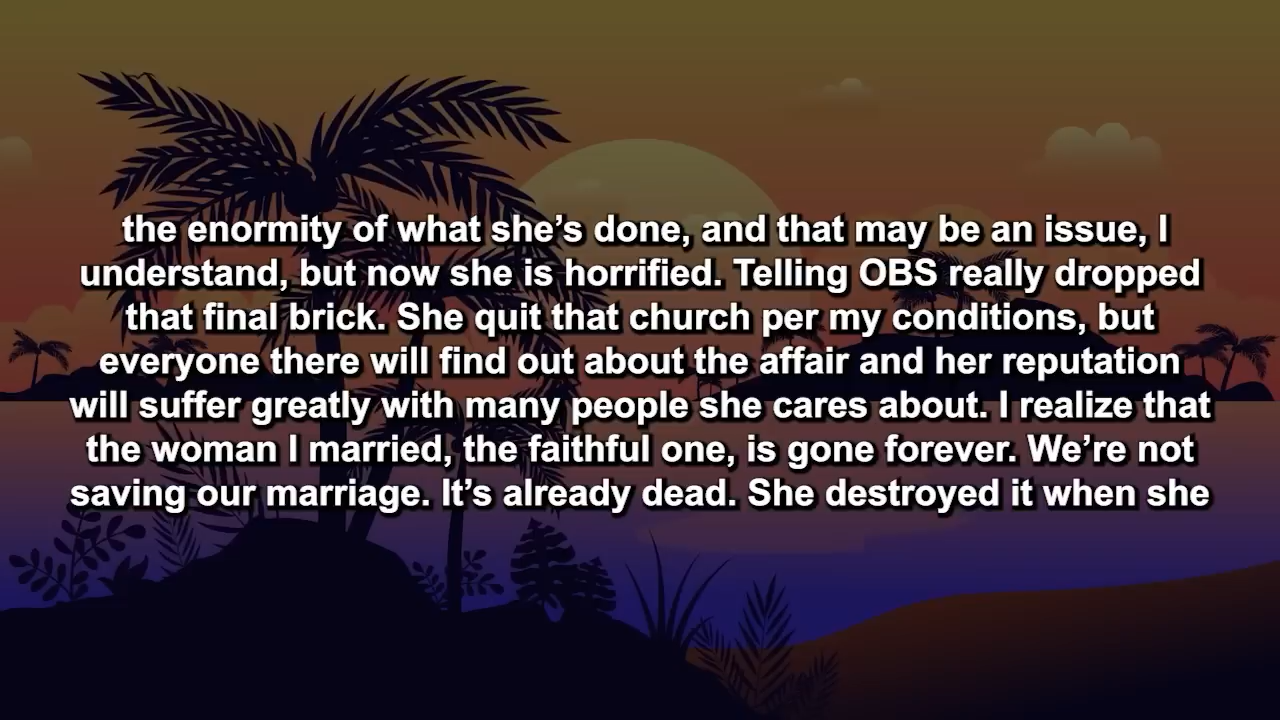 the enormity of what she’s done, and that may be an issue, I
understand, but now she is horrified. Telling OBS really dropped
that final brick. She quit that church per my conditions, but
everyone there will find out about the affair and her reputation
will suffer greatly with many people she cares about. I realize that
the woman I married, the faithful one, is gone forever. We’re not
saving our marriage. It’s already dead. She destroyed it when she